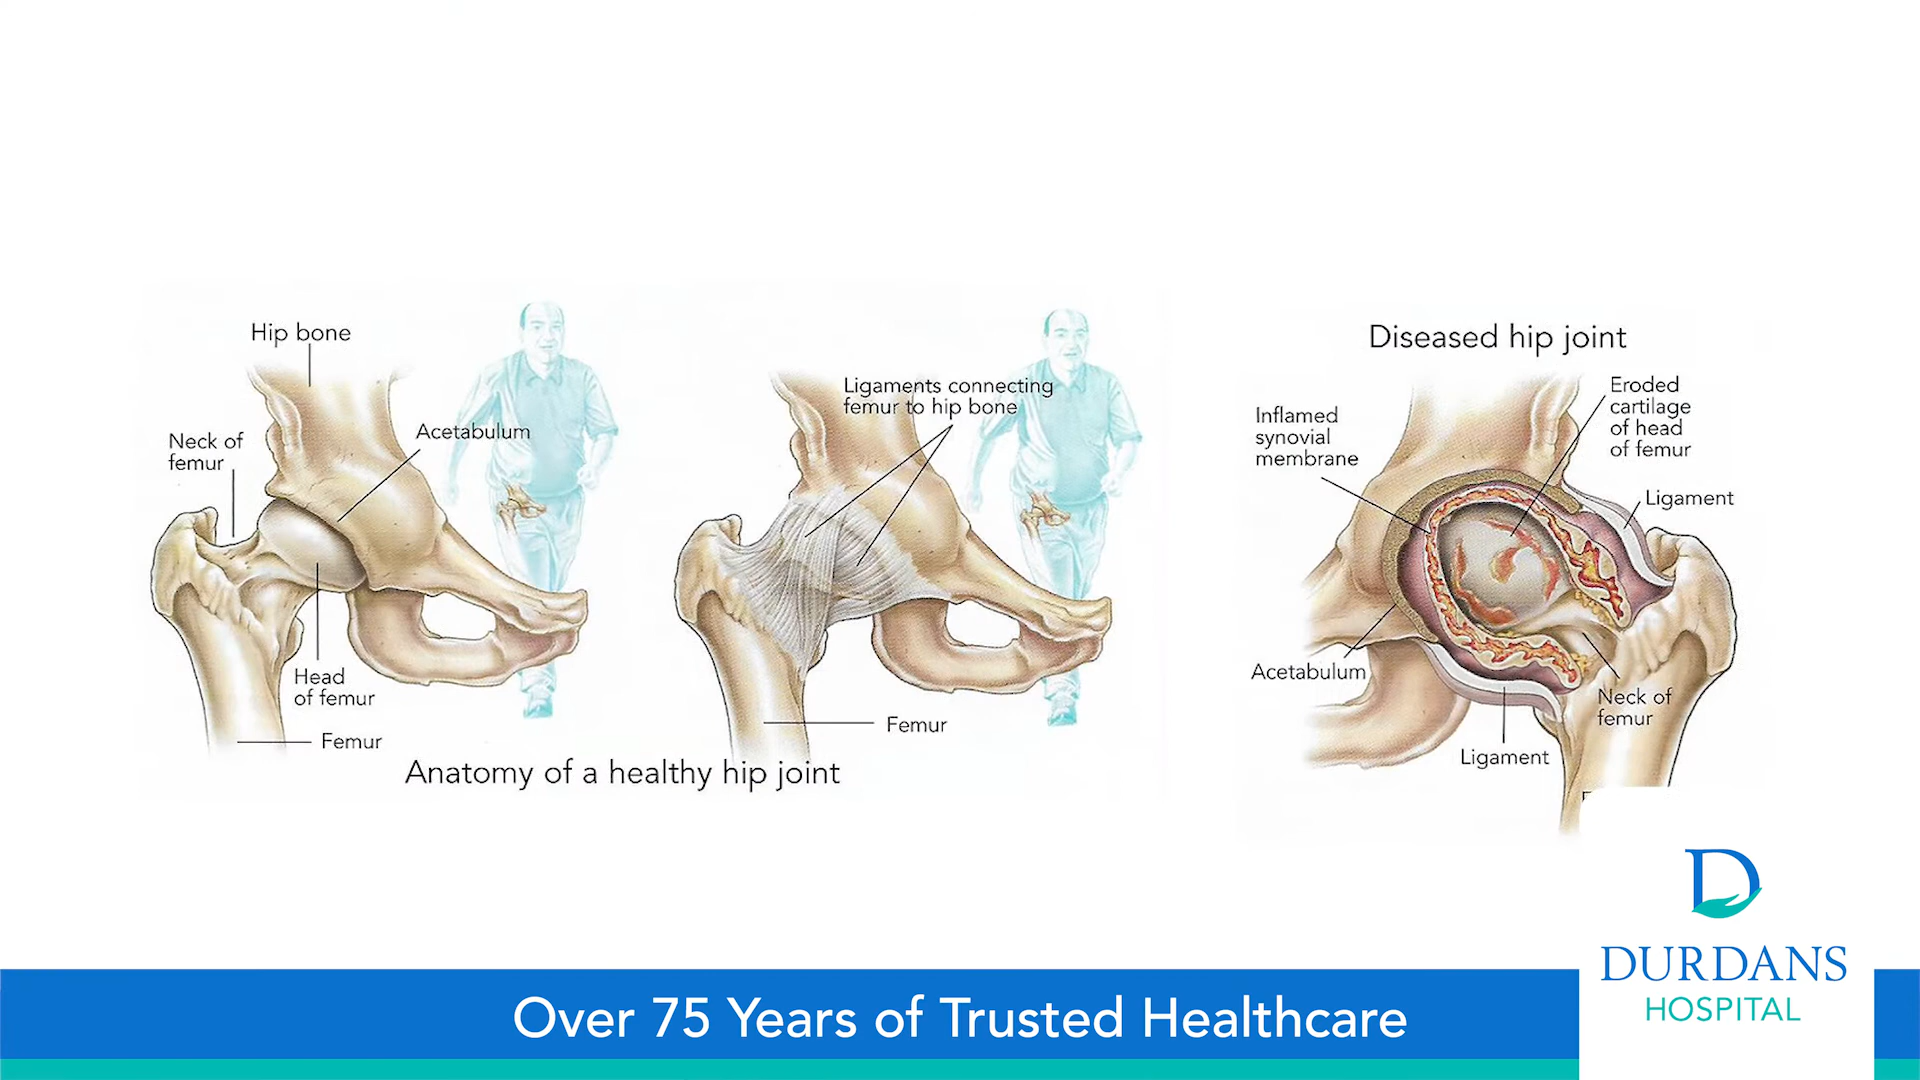 Hip bone
Neck of
femur
Acetabulum
Head
of femur
Femur
Ligaments connecting
femur to hip bone
Femur
Anatomy of a healthy hip joint
Diseased hip joint
Inflamed
synovial
membrane
Eroded
cartilage
of head
of femur
Ligament
Acetabulum
Neck of
femur
Ligament
DURDANS
HOSPITAL
Over 75 Years of Trusted Healthcare